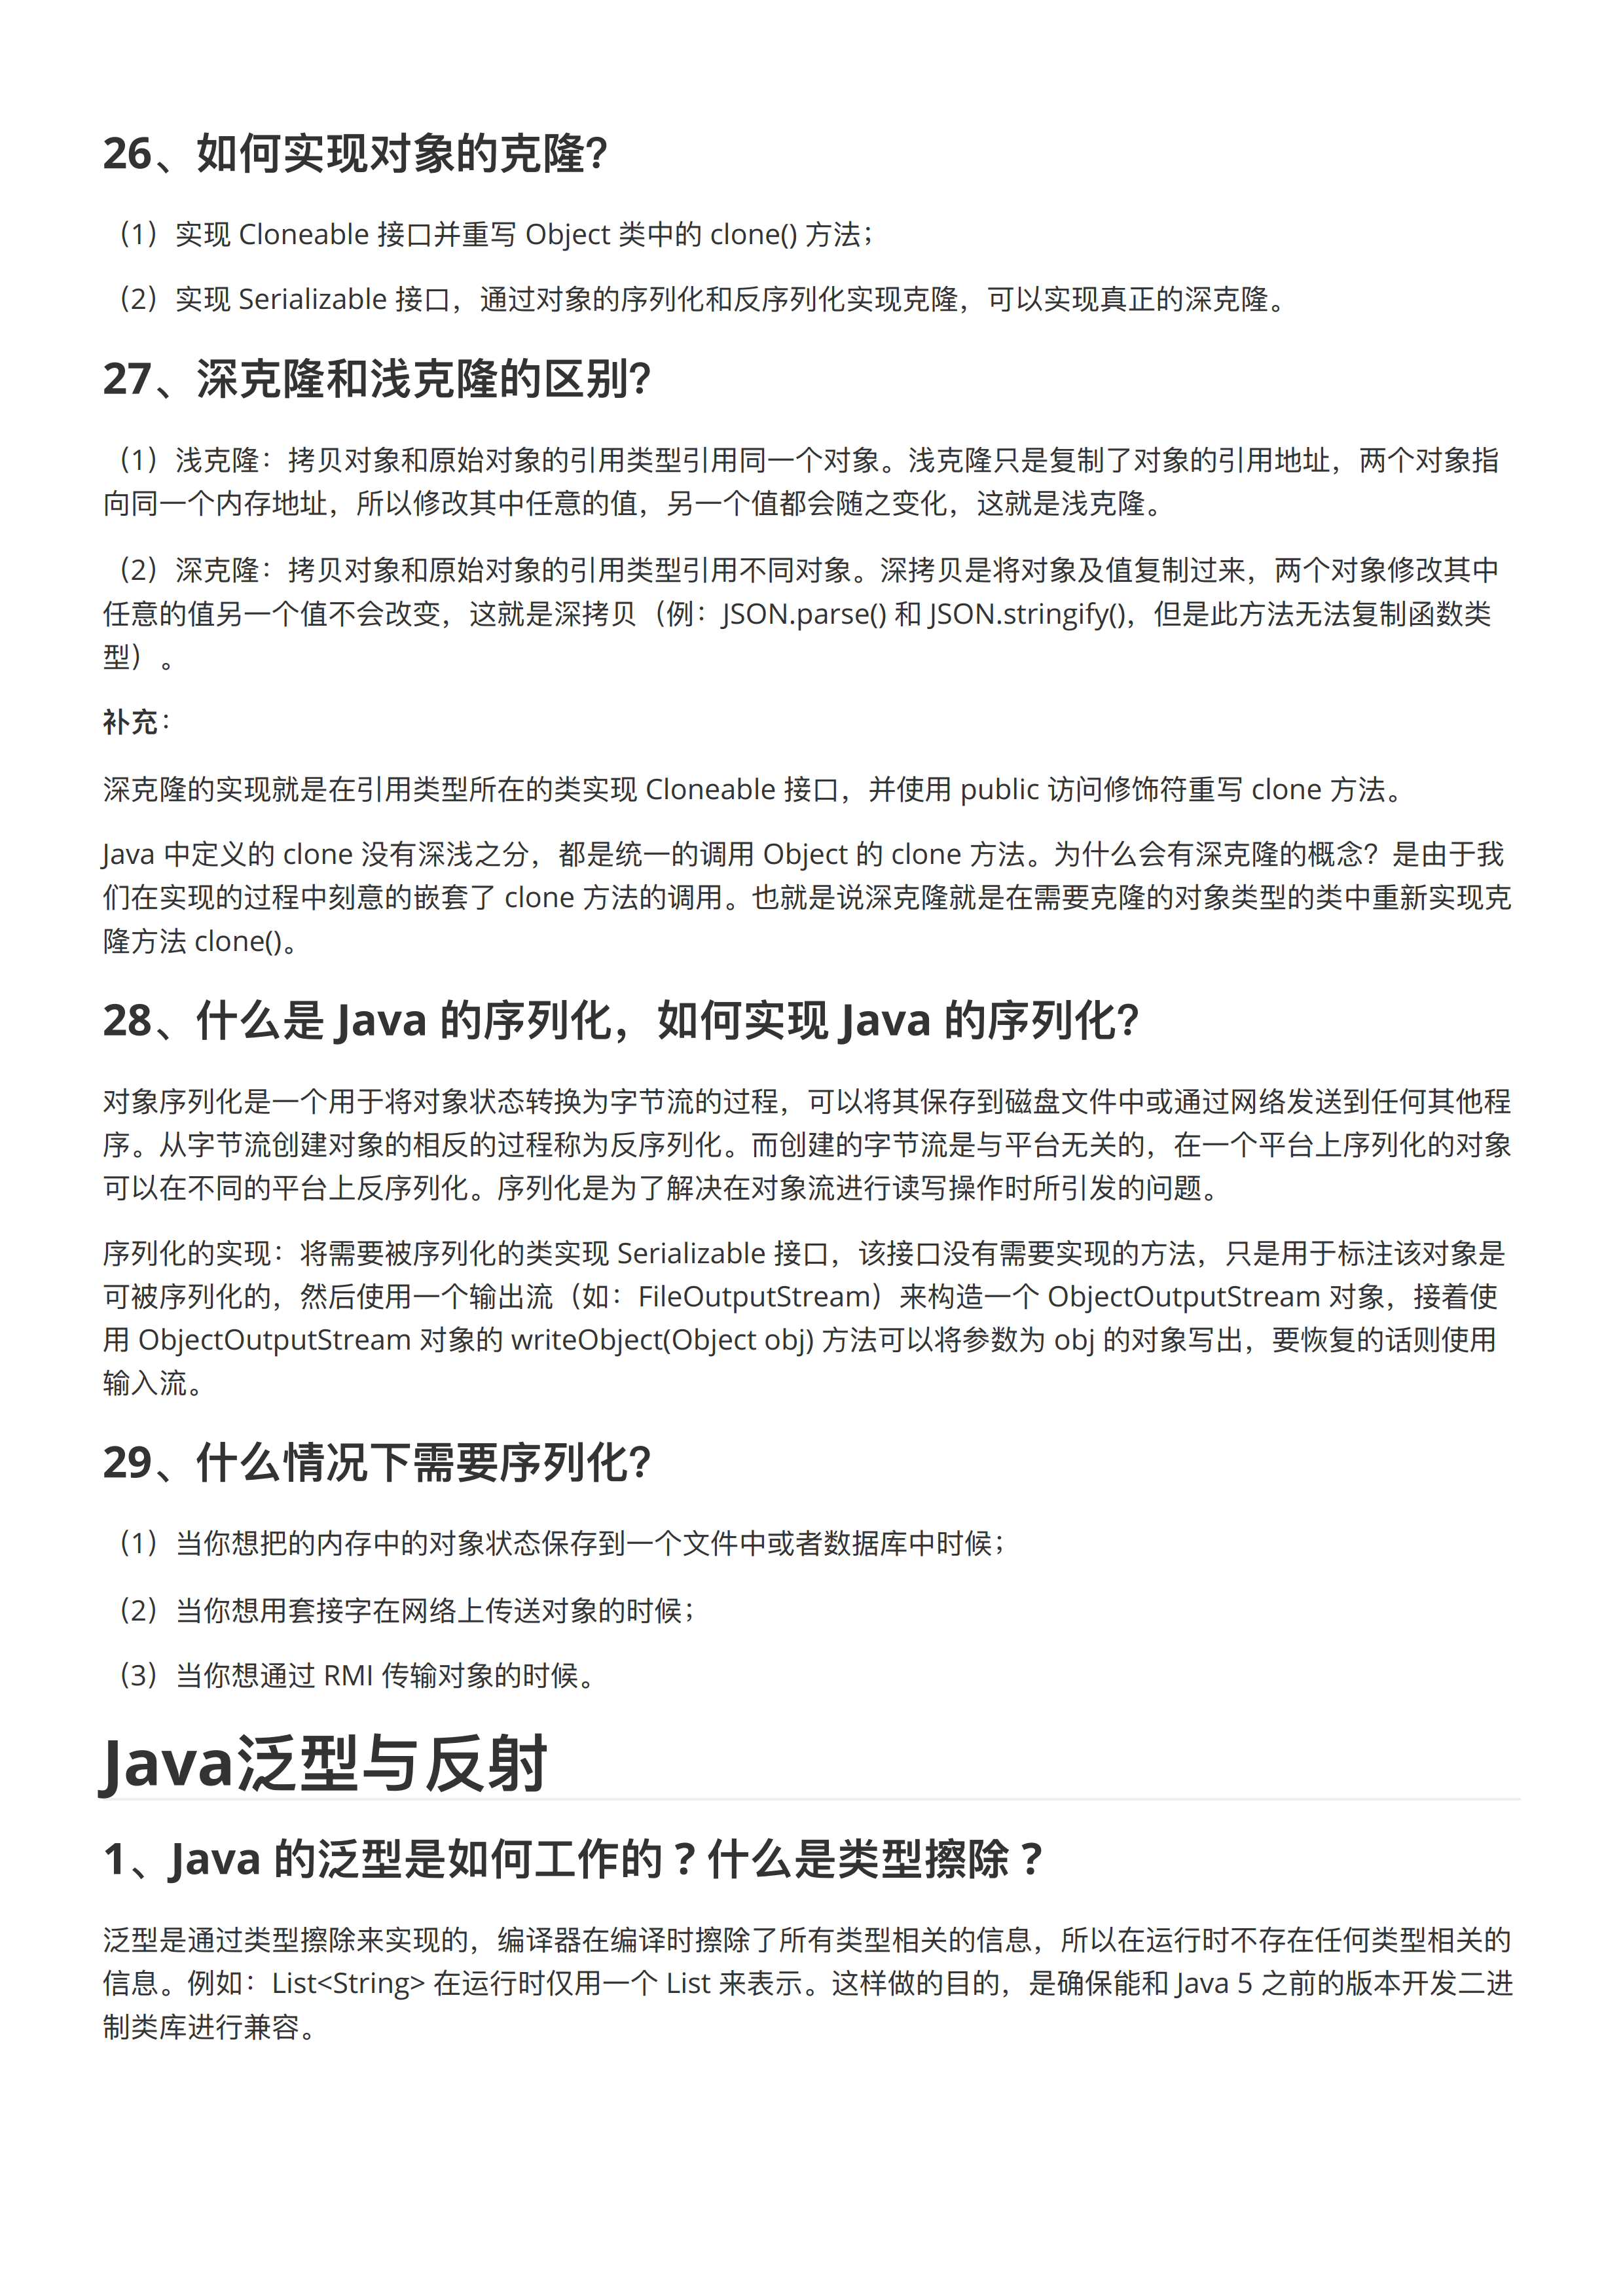 26、如何实现对象的克隆？
（1）实现 Cloneable 接口并重写 Object 类中的 clone() 方法；
（2）实现 Serializable 接口，通过对象的序列化和反序列化实现克隆，可以实现真正的深克隆。
27、深克隆和浅克隆的区别？
（1）浅克隆：拷贝对象和原始对象的引用类型引用同一个对象。浅克隆只是复制了对象的引用地址，两个对象指
向同一个内存地址，所以修改其中任意的值，另一个值都会随之变化，这就是浅克隆。
（2）深克隆：拷贝对象和原始对象的引用类型引用不同对象。深拷贝是将对象及值复制过来，两个对象修改其中
任意的值另一个值不会改变，这就是深拷贝（例：JSON.parse() 和 JSON.stringify()，但是此方法无法复制函数类
型）。
补充：
深克隆的实现就是在引用类型所在的类实现 Cloneable 接口，并使用 public 访问修饰符重写 clone 方法。
Java 中定义的 clone 没有深浅之分，都是统一的调用 Object 的 clone 方法。为什么会有深克隆的概念？是由于我
们在实现的过程中刻意的嵌套了 clone 方法的调用。也就是说深克隆就是在需要克隆的对象类型的类中重新实现克
隆方法 clone()。
28、什么是 Java 的序列化，如何实现 Java 的序列化？
对象序列化是一个用于将对象状态转换为字节流的过程，可以将其保存到磁盘文件中或通过网络发送到任何其他程
序。从字节流创建对象的相反的过程称为反序列化。而创建的字节流是与平台无关的，在一个平台上序列化的对象
可以在不同的平台上反序列化。序列化是为了解决在对象流进行读写操作时所引发的问题。
序列化的实现：将需要被序列化的类实现 Serializable 接口，该接口没有需要实现的方法，只是用于标注该对象是
可被序列化的，然后使用一个输出流（如：FileOutputStream）来构造一个 ObjectOutputStream 对象，接着使
用 ObjectOutputStream 对象的 writeObject(Object obj) 方法可以将参数为 obj 的对象写出，要恢复的话则使用
输入流。
29、什么情况下需要序列化？
（1）当你想把的内存中的对象状态保存到一个文件中或者数据库中时候；
（2）当你想用套接字在网络上传送对象的时候；
（3）当你想通过 RMI 传输对象的时候。
Java泛型与反射
1、Java 的泛型是如何工作的 ? 什么是类型擦除 ?
泛型是通过类型擦除来实现的，编译器在编译时擦除了所有类型相关的信息，所以在运行时不存在任何类型相关的
信息。例如：List<String> 在运行时仅用一个 List 来表示。这样做的目的，是确保能和 Java 5 之前的版本开发二进
制类库进行兼容。